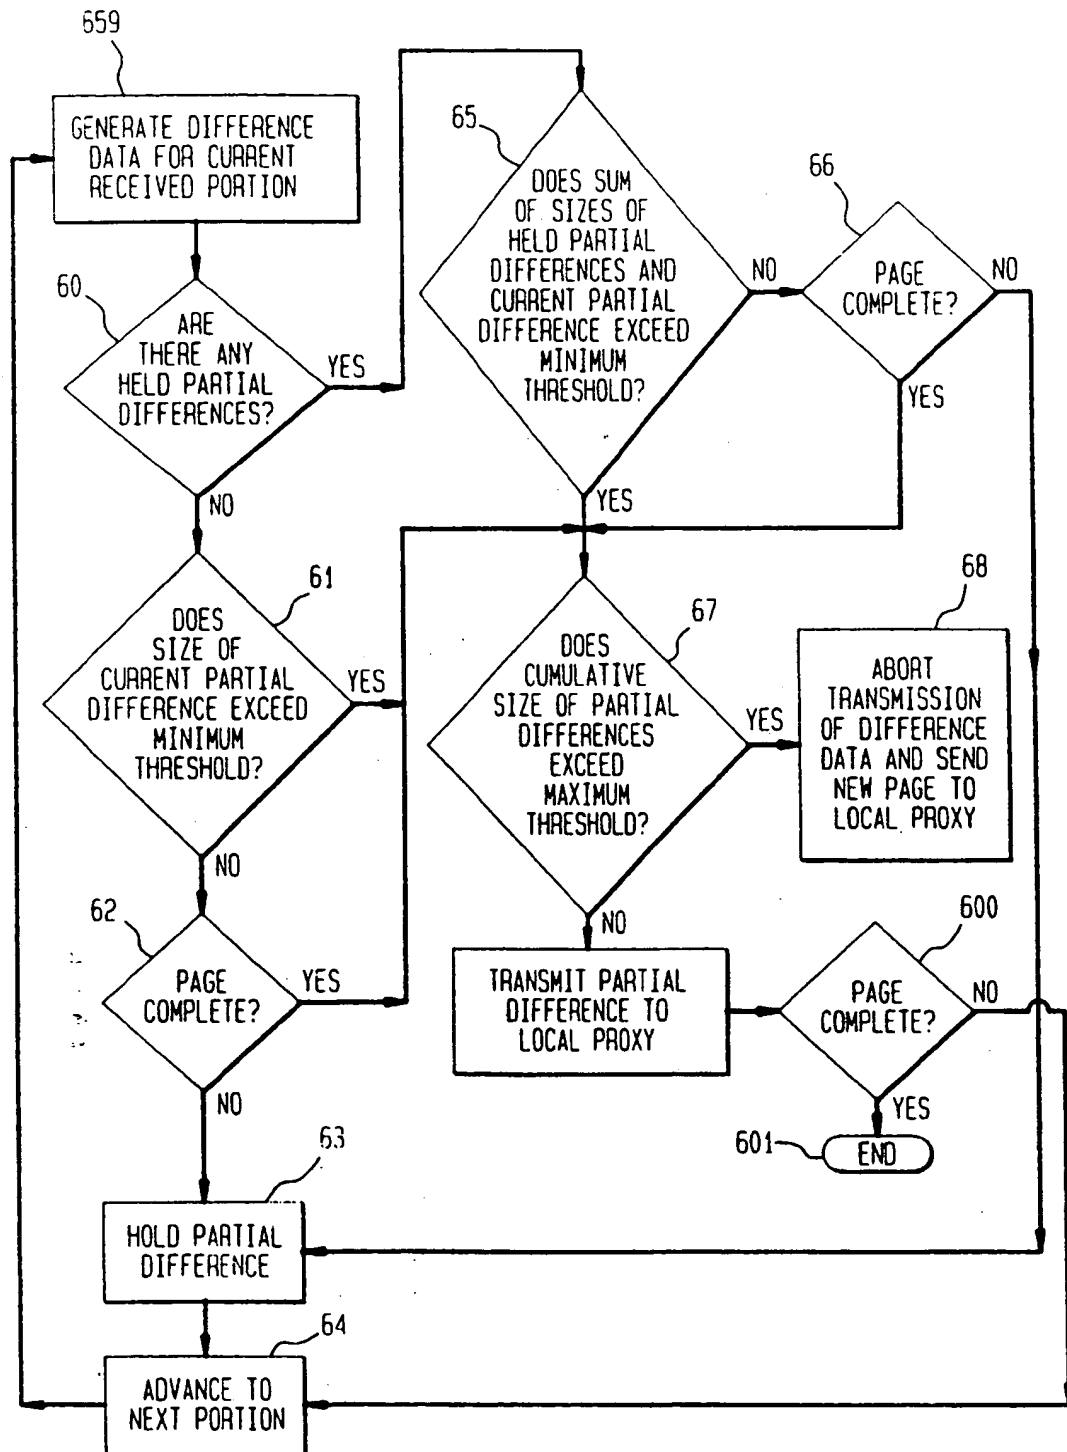 659
GENERATE DIFFERENCE
DATA FOR CURRENT
RECEIVED PORTION
60
ARE
THERE ANY
HELD PARTIAL
DIFFERENCES?
YES
NO
61
DOES
SIZE OF
CURRENT PARTIAL
DIFFERENCE EXCEED
MINIMUM
THRESHOLD?
YES
NO
62
PAGE
COMPLETE?
YES
NO
63
HOLD PARTIAL
DIFFERENCE
64
ADVANCE TO
NEXT PORTION
65
DOES SUM
OF SIZES OF
HELD PARTIAL
DIFFERENCES AND
CURRENT PARTIAL
DIFFERENCE EXCEED
MINIMUM
THRESHOLD?
NO
YES
66
PAGE
COMPLETE?
NO
YES
67
DOES
CUMULATIVE
SIZE OF PARTIAL
DIFFERENCES
EXCEED
MAXIMUM
THRESHOLD?
YES
NO
68
ABORT
TRANSMISSION
OF DIFFERENCE
DATA AND SEND
NEW PAGE TO
LOCAL PROXY
TRANSMIT PARTIAL
DIFFERENCE TO
LOCAL PROXY
600
PAGE
COMPLETE?
NO
YES
601
END